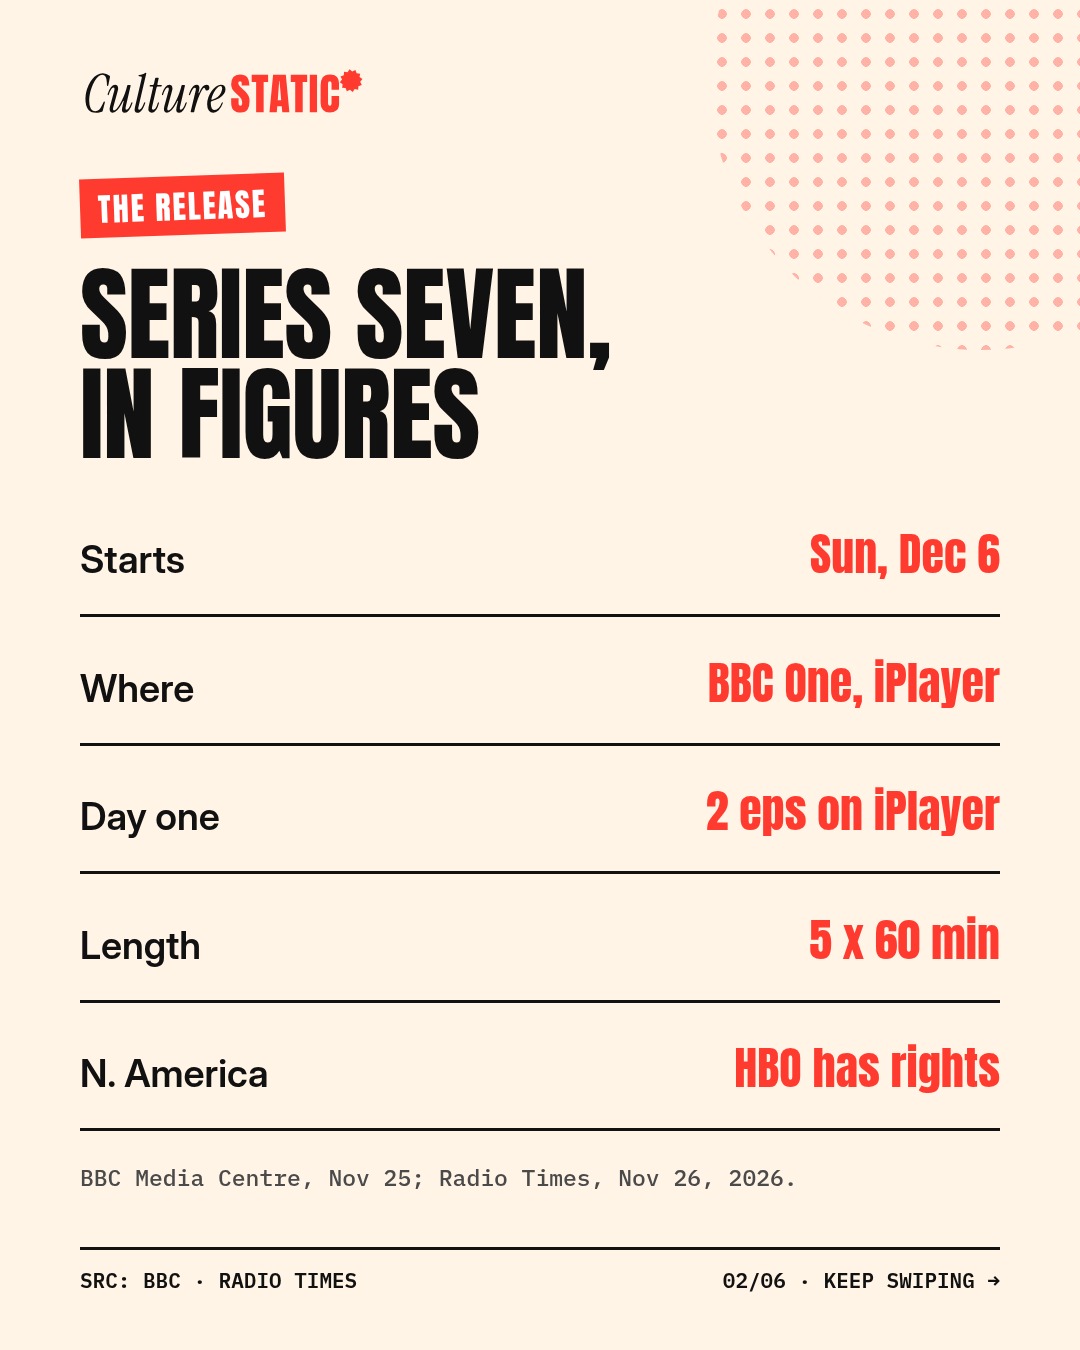 Culture STATIC
THE RELEASE
SERIES SEVEN,
IN FIGURES
Starts Sun, Dec 6
Where BBC One, iPlayer
Day one 2 eps on iPlayer
Length 5 x 60 min
N. America HBO has rights
BBC Media Centre, Nov 25; Radio Times, Nov 26, 2026.
SRC: BBC · RADIO TIMES 02/06 · KEEP SWIPING →